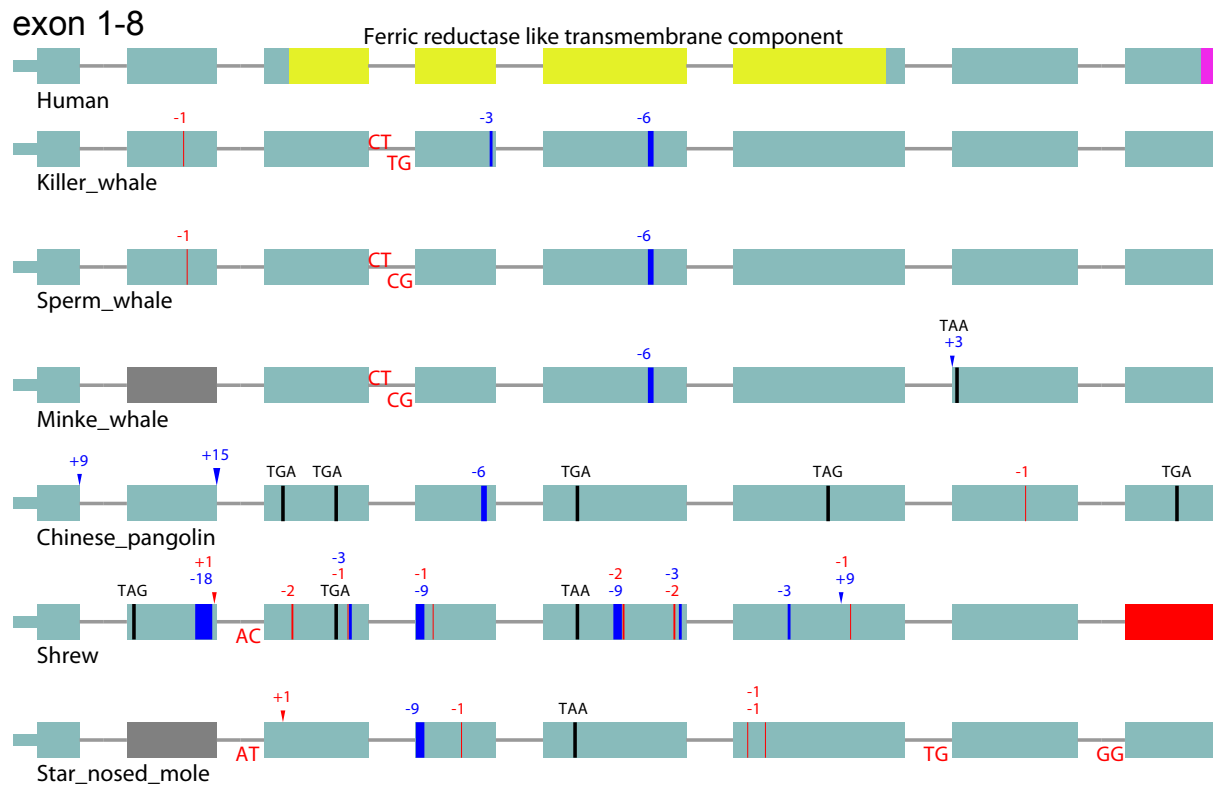 exon 1-8
Ferric reductase like transmembrane component
Human
-1
-3
-6
CT
TG
Killer_whale
-1
-6
CT
CG
Sperm_whale
TAA
-6
+3
CT
CG
Minke_whale
+9
+15
TGA
TGA
-6
TGA
TAG
-1
TGA
Chinese_pangolin
+1
-3
-1
-2
-3
-1
TAG
-18
-2
TGA
-1
-9
TAA
-9
-2
-3
+9
AC
Shrew
-1
+1
-9
-1
TAA
-1
AT
TG
GG
Star_nosed_mole